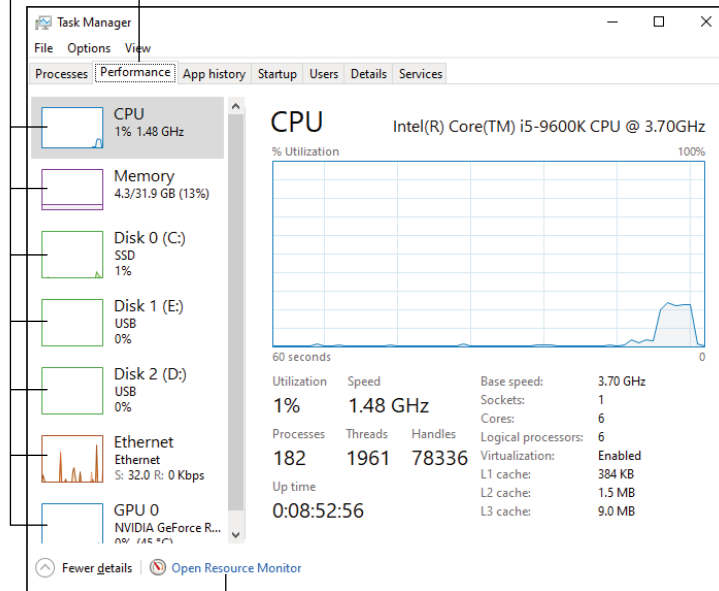 Task Manager
File Options View
Processes Performance App history Startup Users Details Services
CPU
1% 1.48 GHz
Memory
4.3/31.9 GB (13%)
Disk 0 (C:)
SSD
1%
Disk 1 (E:)
USB
0%
Disk 2 (D:)
USB
0%
Ethernet
Ethernet
S: 32.0 R: 0 Kbps
GPU 0
NVIDIA GeForce R...
0% (45 °C)
CPU Intel(R) Core(TM) i5-9600K CPU @ 3.70GHz
% Utilization 100%
60 seconds 0
Utilization Speed
1% 1.48 GHz
Processes Threads Handles
182 1961 78336
Up time
0:08:52:56
Base speed: 3.70 GHz
Sockets: 1
Cores: 6
Logical processors: 6
Virtualization: Enabled
L1 cache: 384 KB
L2 cache: 1.5 MB
L3 cache: 9.0 MB
Fewer details Open Resource Monitor